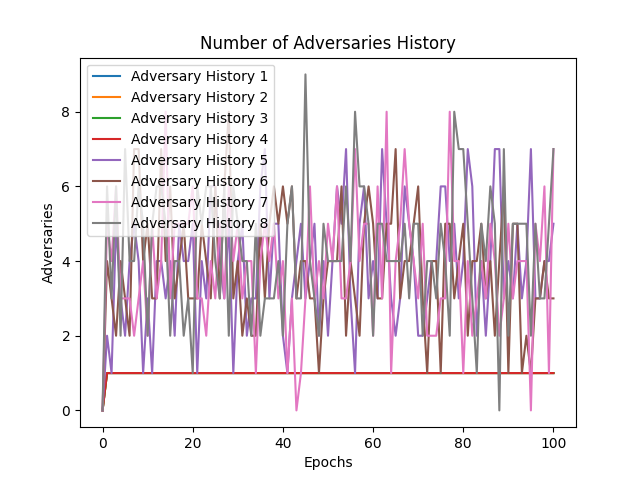 Number of Adversaries History
Adversary History 1
Adversary History 2
Adversary History 3
Adversary History 4
Adversary History 5
Adversary History 6
Adversary History 7
Adversary History 8
Adversaries
8
6
4
2
0
0 20 40 60 80 100
Epochs